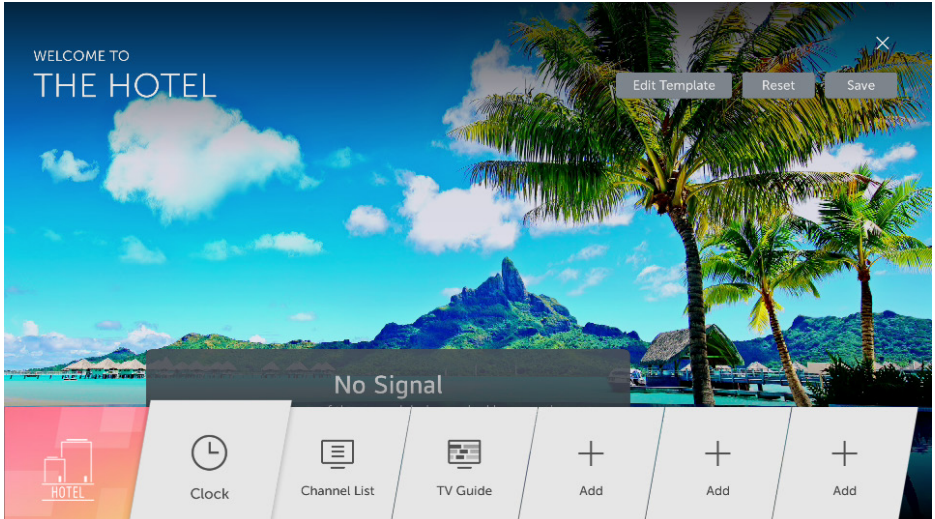 WELCOME TO
THE HOTEL
Edit Template
Reset
Save
No Signal
HOTEL
Clock
Channel List
TV Guide
Add
Add
Add